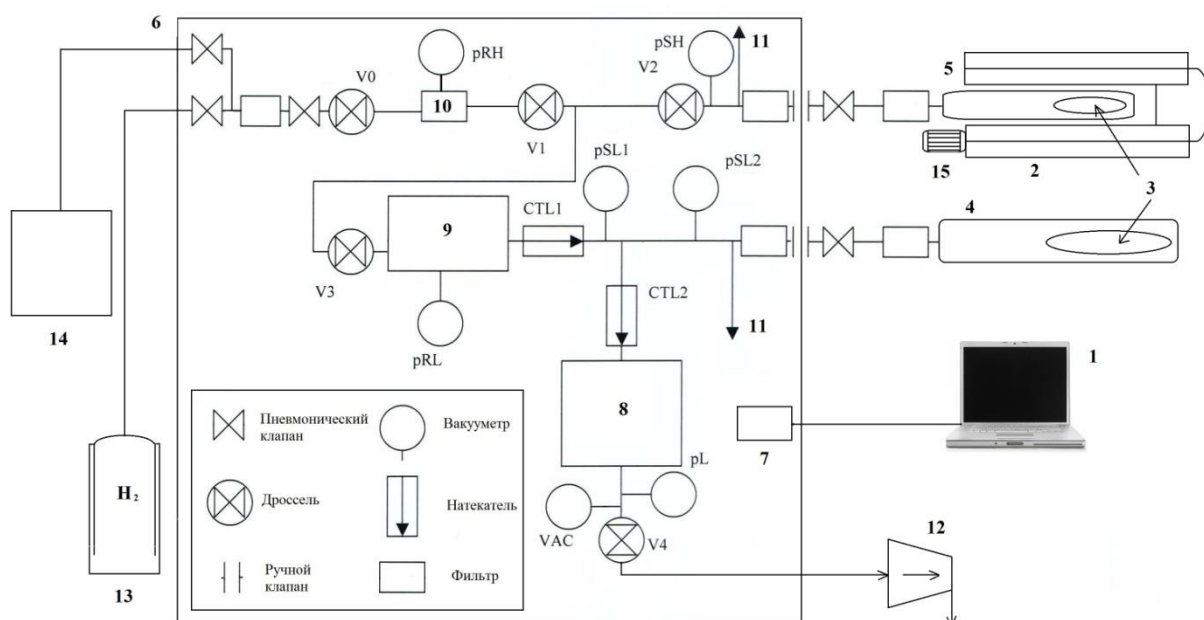 6
pRH
pSH
11
5
V0
V2
10
V1
pSL1
pSL2
15
2
3
CTL1
4
9
V3
CTL2
11
14
pRL
1
Пневмонический
клапан
Вакууметр
8
7
pL
H₂
Дроссель
Натекатель
VAC
V4
12
Ручной
клапан
Фильтр
13